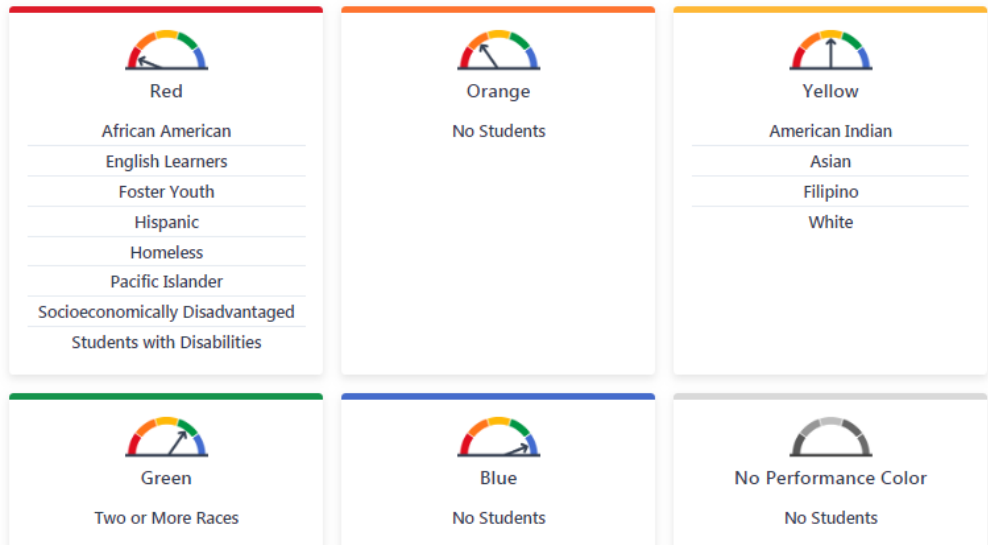 Red
African American
English Learners
Foster Youth
Hispanic
Homeless
Pacific Islander
Socioeconomically Disadvantaged
Students with Disabilities
Orange
No Students
Yellow
American Indian
Asian
Filipino
White
Green
Two or More Races
Blue
No Students
No Performance Color
No Students